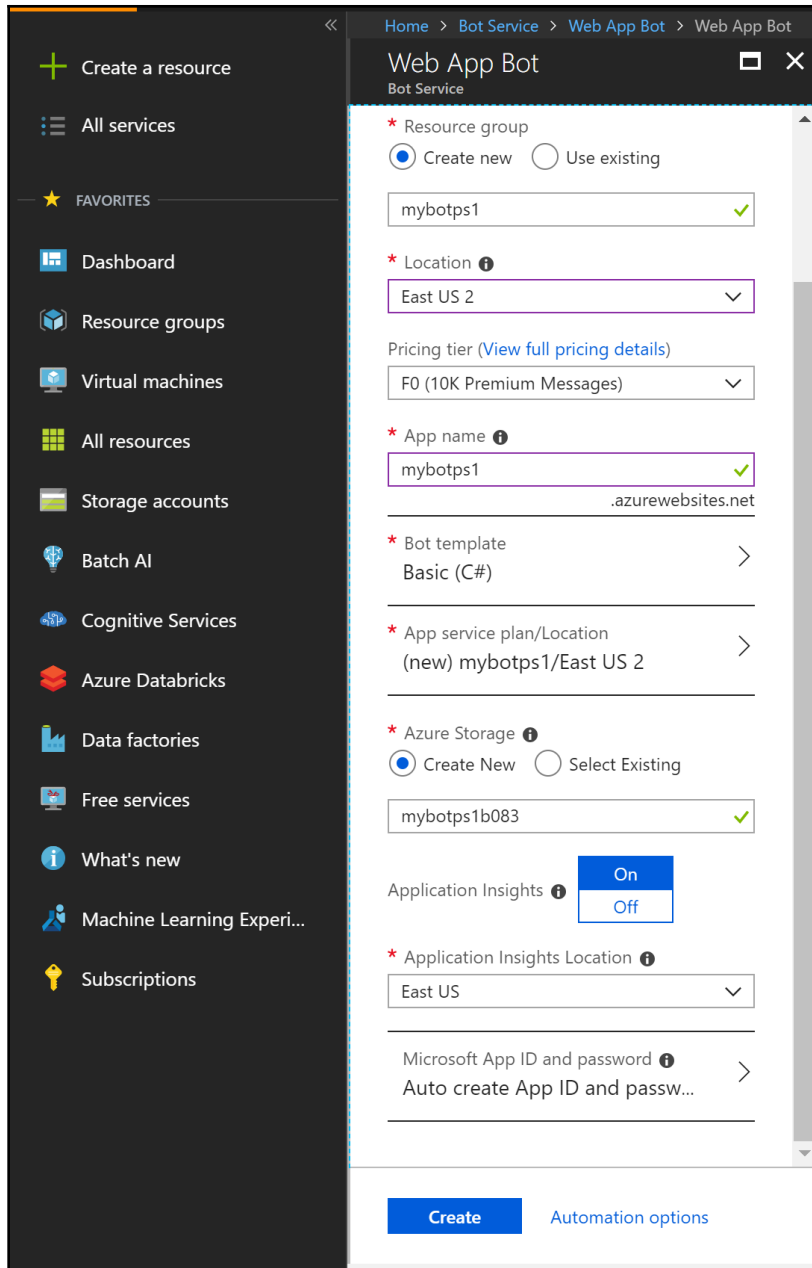 «
Create a resource
All services
FAVORITES
Dashboard
Resource groups
Virtual machines
All resources
Storage accounts
Batch AI
Cognitive Services
Azure Databricks
Data factories
Free services
What's new
Machine Learning Experi...
Subscriptions
Home > Bot Service > Web App Bot > Web App Bot
Web App Bot
Bot Service
* Resource group
Create new Use existing
mybotps1
* Location
East US 2
Pricing tier (View full pricing details)
F0 (10K Premium Messages)
* App name
mybotps1
.azurewebsites.net
* Bot template
Basic (C#)
* App service plan/Location
(new) mybotps1/East US 2
* Azure Storage
Create New Select Existing
mybotps1b083
Application Insights On
Off
* Application Insights Location
East US
Microsoft App ID and password
Auto create App ID and passw...
Create Automation options